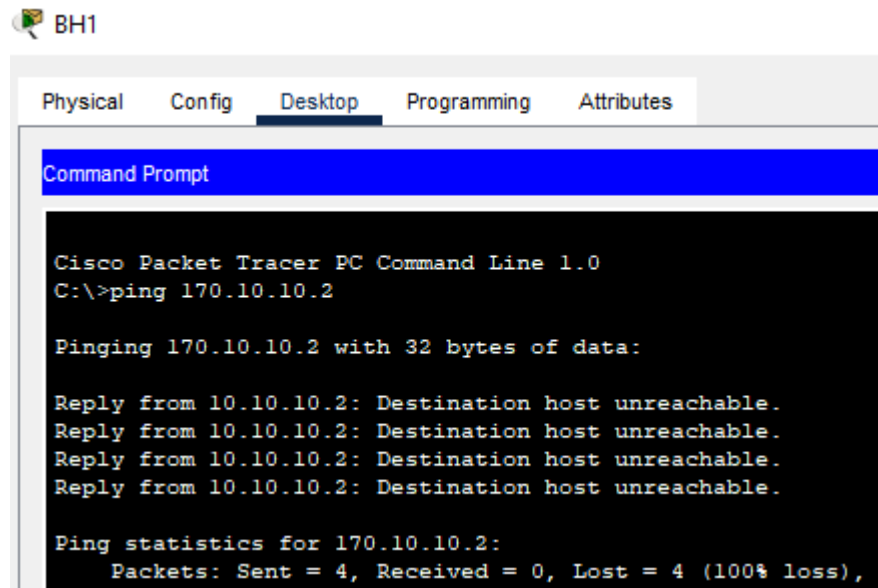 BH1
Physical Config Desktop Programming Attributes
Command Prompt
Cisco Packet Tracer PC Command Line 1.0
C:\>ping 170.10.10.2
Pinging 170.10.10.2 with 32 bytes of data:
Reply from 10.10.10.2: Destination host unreachable.
Reply from 10.10.10.2: Destination host unreachable.
Reply from 10.10.10.2: Destination host unreachable.
Reply from 10.10.10.2: Destination host unreachable.
Ping statistics for 170.10.10.2:
Packets: Sent = 4, Received = 0, Lost = 4 (100% loss),